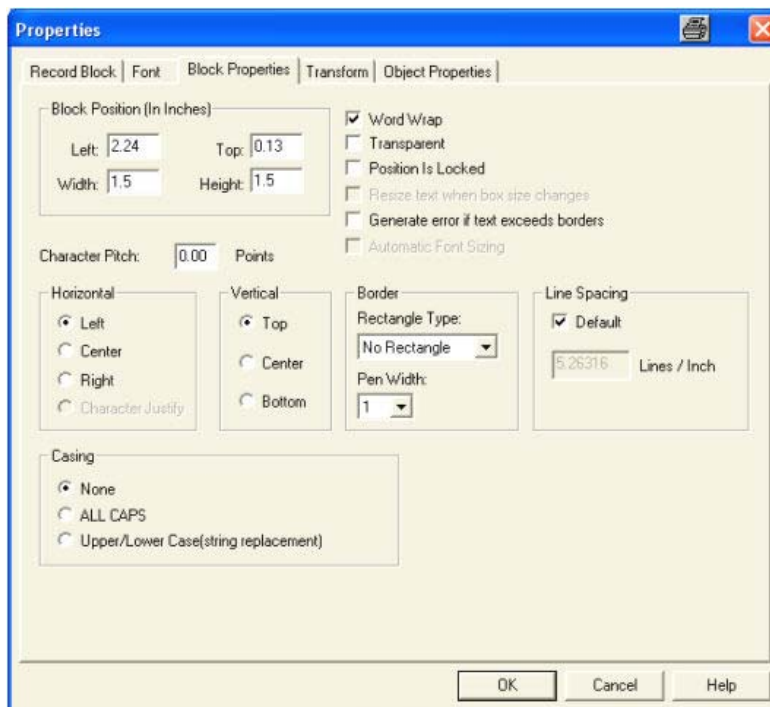 Properties
Record Block | Font | Block Properties | Transform | Object Properties
Block Position (In Inches)
Left: 2.24 Top: 0.13
Width: 1.5 Height: 1.5
Word Wrap
Transparent
Position Is Locked
Resize text when box size changes
Generate error if text exceeds borders
Automatic Font Sizing
Character Pitch: 0.00 Points
Horizontal
Left
Center
Right
Character Justify
Vertical
Top
Center
Bottom
Border
Rectangle Type:
No Rectangle
Pen Width:
1
Line Spacing
Default
5.26316 Lines / Inch
Casing
None
ALL CAPS
Upper/Lower Case(string replacement)
OK Cancel Help